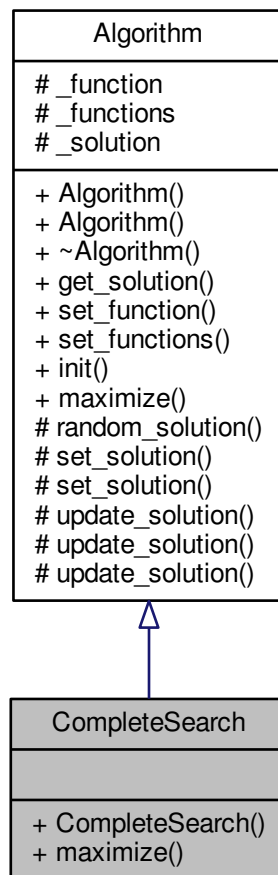 Algorithm
# _function
# _functions
# _solution
+ Algorithm()
+ Algorithm()
+ ~Algorithm()
+ get_solution()
+ set_function()
+ set_functions()
+ init()
+ maximize()
# random_solution()
# set_solution()
# set_solution()
# update_solution()
# update_solution()
# update_solution()
CompleteSearch
+ CompleteSearch()
+ maximize()